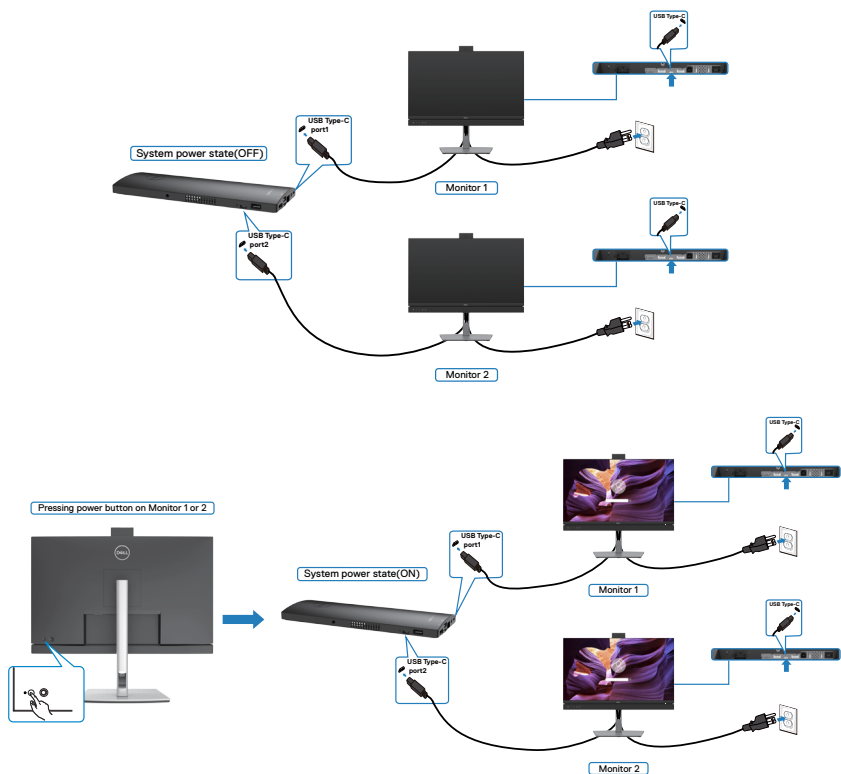 USB Type-C
USB Type-C
port1
System power state(OFF)
Monitor 1
USB Type-C
USB Type-C
port2
Monitor 2
USB Type-C
Pressing power button on Monitor 1 or 2
USB Type-C
port1
DELL
System power state(ON)
Monitor 1
USB Type-C
USB Type-C
port2
Monitor 2